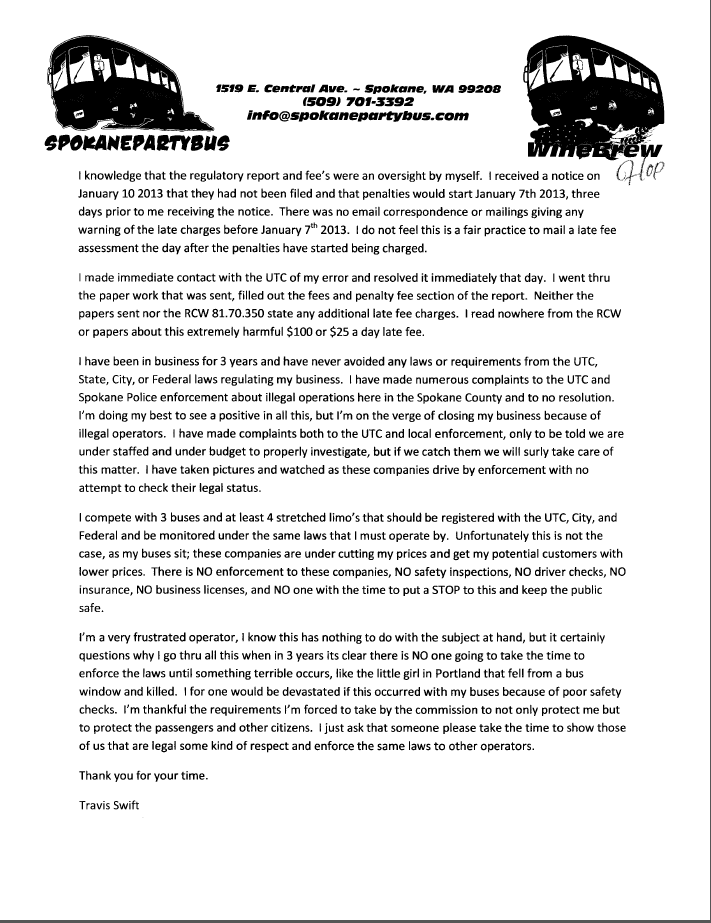 1519 E. Central Ave. ~ Spokane, WA 99208
(509) 701-3392
info@spokanepartybus.com
SPOKANEPARTYBUS
WineBrew
Hop
I knowledge that the regulatory report and fee's were an oversight by myself. I received a notice on
January 10 2013 that they had not been filed and that penalties would start January 7th 2013, three
days prior to me receiving the notice. There was no email correspondence or mailings giving any
warning of the late charges before January 7th 2013. I do not feel this is a fair practice to mail a late fee
assessment the day after the penalties have started being charged.
I made immediate contact with the UTC of my error and resolved it immediately that day. I went thru
the paper work that was sent, filled out the fees and penalty fee section of the report. Neither the
papers sent nor the RCW 81.70.350 state any additional late fee charges. I read nowhere from the RCW
or papers about this extremely harmful $100 or $25 a day late fee.
I have been in business for 3 years and have never avoided any laws or requirements from the UTC,
State, City, or Federal laws regulating my business. I have made numerous complaints to the UTC and
Spokane Police enforcement about illegal operations here in the Spokane County and to no resolution.
I'm doing my best to see a positive in all this, but I'm on the verge of closing my business because of
illegal operators. I have made complaints both to the UTC and local enforcement, only to be told we are
under staffed and under budget to properly investigate, but if we catch them we will surly take care of
this matter. I have taken pictures and watched as these companies drive by enforcement with no
attempt to check their legal status.
I compete with 3 buses and at least 4 stretched limo's that should be registered with the UTC, City, and
Federal and be monitored under the same laws that I must operate by. Unfortunately this is not the
case, as my buses sit; these companies are under cutting my prices and get my potential customers with
lower prices. There is NO enforcement to these companies, NO safety inspections, NO driver checks, NO
insurance, NO business licenses, and NO one with the time to put a STOP to this and keep the public
safe.
I'm a very frustrated operator, I know this has nothing to do with the subject at hand, but it certainly
questions why I go thru all this when in 3 years its clear there is NO one going to take the time to
enforce the laws until something terrible occurs, like the little girl in Portland that fell from a bus
window and killed. I for one would be devastated if this occurred with my buses because of poor safety
checks. I'm thankful the requirements I'm forced to take by the commission to not only protect me but
to protect the passengers and other citizens. I just ask that someone please take the time to show those
of us that are legal some kind of respect and enforce the same laws to other operators.
Thank you for your time.
Travis Swift